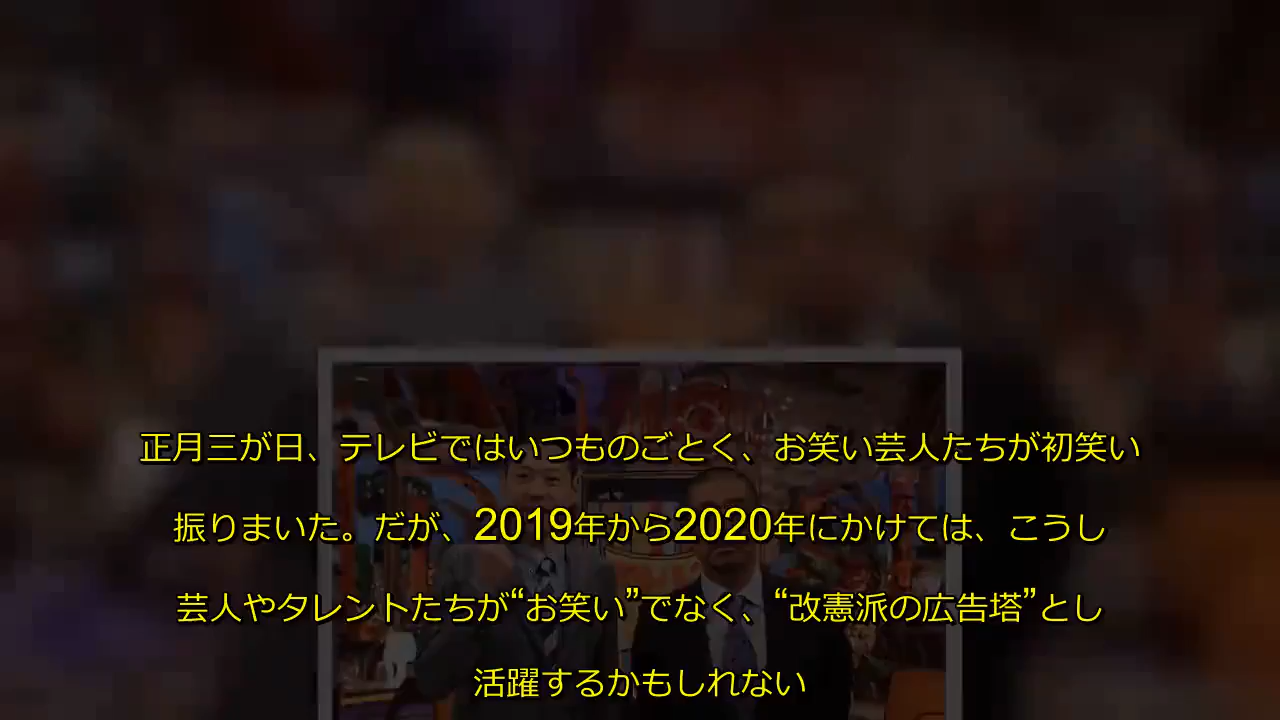 正月三が日、テレビではいつものごとく、お笑い芸人たちが初笑い
振りまいた。だが、2019年から2020年にかけては、こうし
芸人やタレントたちが“お笑い”でなく、“改憲派の広告塔”とし
活躍するかもしれない